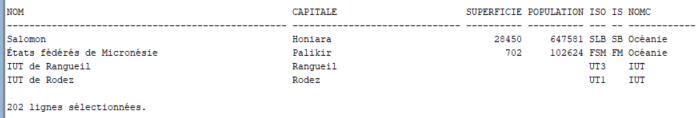 NOM CAPITALE SUPERFICIE POPULATION ISO IS NOMC
Salomon Honiara 28450 647581 SLB SB Océanie
États fédérés de Micronésie Palikir 702 102624 FSM FM Océanie
IUT de Rangueil Rangueil UT3 IUT
IUT de Rodez Rodez UT1 IUT
202 lignes sélectionnées.